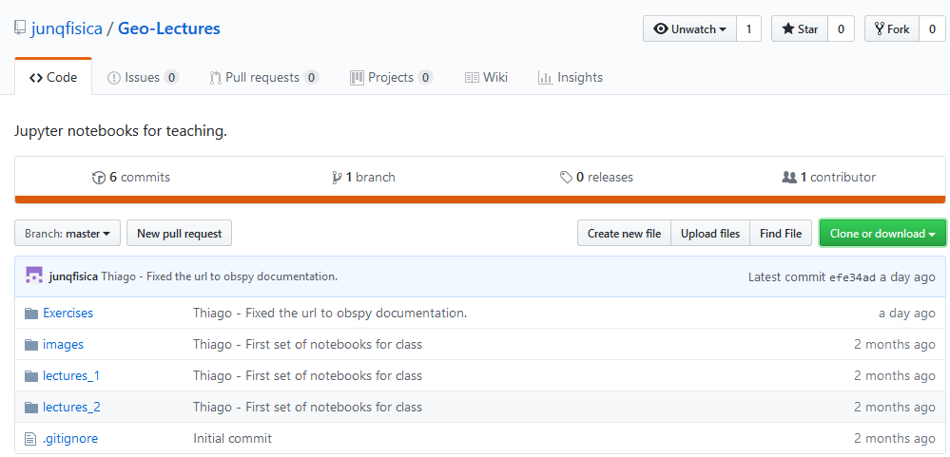 junqfisica / Geo-Lectures
Unwatch 1 Star 0 Fork 0
Code Issues 0 Pull requests 0 Projects 0 Wiki Insights
Jupyter notebooks for teaching.
6 commits 1 branch 0 releases 1 contributor
Branch: master New pull request Create new file Upload files Find File Clone or download
junqfisica Thiago - Fixed the url to obspy documentation. Latest commit efe34ad a day ago
Exercises Thiago - Fixed the url to obspy documentation. a day ago
images Thiago - First set of notebooks for class 2 months ago
lectures_1 Thiago - First set of notebooks for class 2 months ago
lectures_2 Thiago - First set of notebooks for class 2 months ago
.gitignore Initial commit 2 months ago